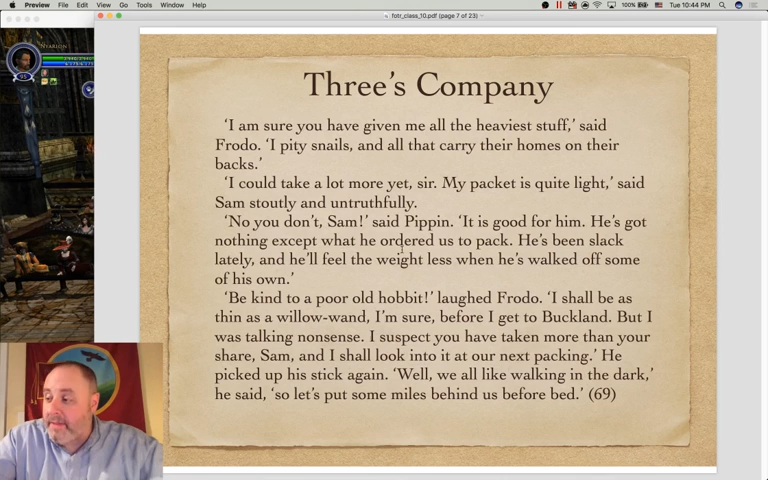 Preview File Edit View Go Tools Window Help
100% Tue 10:44 PM
fotr_class_10.pdf (page 7 of 23)
95
Three's Company
'I am sure you have given me all the heaviest stuff,' said
Frodo. 'I pity snails, and all that carry their homes on their
backs.'
'I could take a lot more yet, sir. My packet is quite light,' said
Sam stoutly and untruthfully.
'No you don't, Sam!' said Pippin. 'It is good for him. He's got
nothing except what he ordered us to pack. He's been slack
lately, and he'll feel the weight less when he's walked off some
of his own.'
'Be kind to a poor old hobbit!' laughed Frodo. 'I shall be as
thin as a willow-wand, I'm sure, before I get to Buckland. But I
was talking nonsense. I suspect you have taken more than your
share, Sam, and I shall look into it at our next packing.' He
picked up his stick again. 'Well, we all like walking in the dark,'
he said, 'so let's put some miles behind us before bed.' (69)